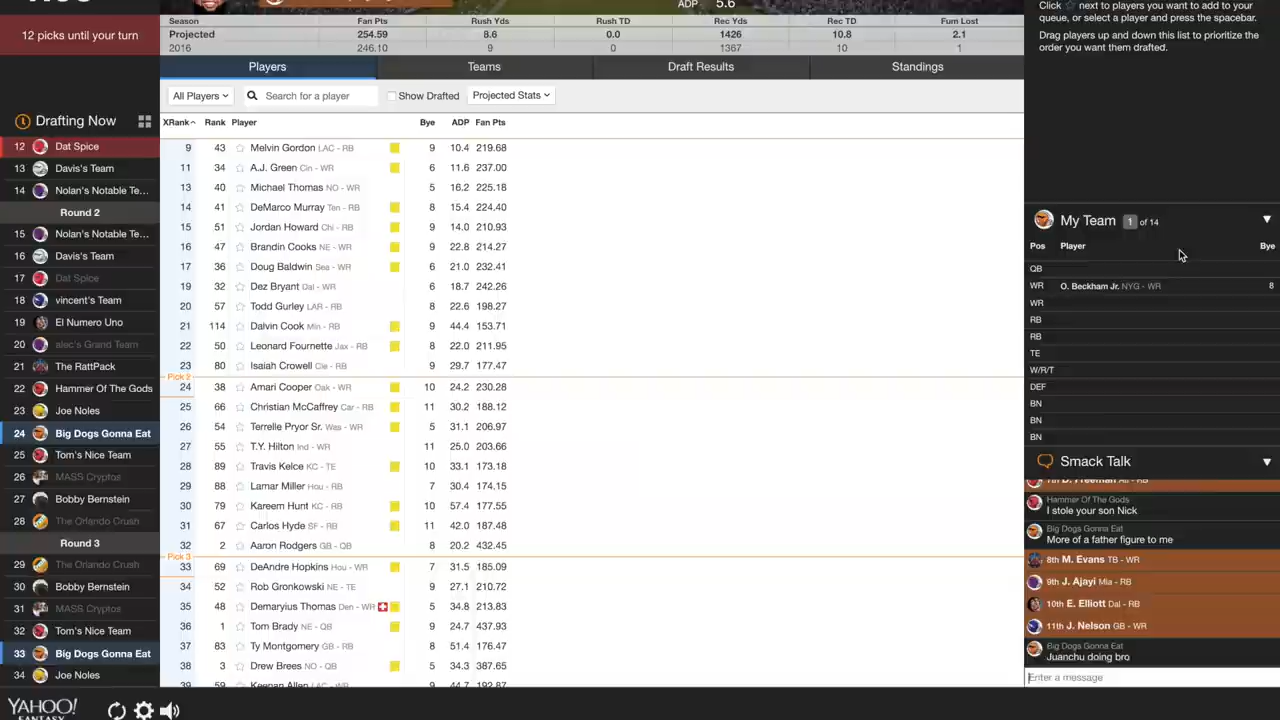 12 picks until your turn
ADP 5.6
Season Fan Pts Rush Yds Rush TD Rec Yds Rec TD Fum Lost
Projected 254.59 8.6 0.0 1426 10.8 2.1
2016 246.10 9 0 1367 10 1
Players Teams Draft Results Standings
All Players Search for a player Show Drafted Projected Stats
XRank Rank Player Bye ADP Fan Pts
9 43 Melvin Gordon LAC - RB 9 10.4 219.68
11 34 A.J. Green Cin - WR 6 11.6 237.00
13 40 Michael Thomas NO - WR 5 16.2 225.18
14 41 DeMarco Murray Ten - RB 8 15.4 224.40
15 51 Jordan Howard Chi - RB 9 14.0 210.93
16 47 Brandin Cooks NE - WR 9 22.8 214.27
17 36 Doug Baldwin Sea - WR 6 21.0 232.41
19 32 Dez Bryant Dal - WR 6 18.7 242.26
20 57 Todd Gurley LAR - RB 8 22.6 198.27
21 114 Dalvin Cook Min - RB 9 44.4 153.71
22 50 Leonard Fournette Jax - RB 8 22.0 211.95
23 80 Isaiah Crowell Cle - RB 9 29.7 177.47
Pick 2
24 38 Amari Cooper Oak - WR 10 24.2 230.28
25 66 Christian McCaffrey Car - RB 11 30.2 188.12
26 54 Terrelle Pryor Sr. Was - WR 5 31.1 206.97
27 55 T.Y. Hilton Ind - WR 11 25.0 203.66
28 89 Travis Kelce KC - TE 10 33.1 173.18
29 88 Lamar Miller Hou - RB 7 30.4 174.15
30 79 Kareem Hunt KC - RB 10 57.4 177.55
31 67 Carlos Hyde SF - RB 11 42.0 187.48
32 2 Aaron Rodgers GB - QB 8 20.2 432.45
Pick 3
33 69 DeAndre Hopkins Hou - WR 7 31.5 185.09
34 52 Rob Gronkowski NE - TE 9 27.1 210.72
35 48 Demaryius Thomas Den - WR 5 34.8 213.83
36 1 Tom Brady NE - QB 9 24.7 437.93
37 83 Ty Montgomery GB - RB 8 51.4 176.47
38 3 Drew Brees NO - QB 5 34.3 387.65
39 59 Keenan Allen LAC - WR 9 44.7 192.87
Drafting Now
12 Dat Spice
13 Davis's Team
14 Nolan's Notable Te...
Round 2
15 Nolan's Notable Te...
16 Davis's Team
17 Dat Spice
18 vincent's Team
19 El Numero Uno
20 alec's Grand Team
21 The RattPack
22 Hammer Of The Gods
23 Joe Noles
24 Big Dogs Gonna Eat
25 Tom's Nice Team
26 MASS Cryptos
27 Bobby Bernstein
28 The Orlando Crush
Round 3
29 The Orlando Crush
30 Bobby Bernstein
31 MASS Cryptos
32 Tom's Nice Team
33 Big Dogs Gonna Eat
34 Joe Noles
YAHOO!
FANTASY
Click next to players you want to add to your
queue, or select a player and press the spacebar.
Drag players up and down this list to prioritize the
order you want them drafted.
My Team 1 of 14
Pos Player Bye
QB
WR O. Beckham Jr. NYG - WR 8
WR
RB
RB
TE
W/R/T
DEF
BN
BN
BN
Smack Talk
7th D. Freeman Atl - RB
Hammer Of The Gods
I stole your son Nick
Big Dogs Gonna Eat
More of a father figure to me
8th M. Evans TB - WR
9th J. Ajayi Mia - RB
10th E. Elliott Dal - RB
11th J. Nelson GB - WR
Big Dogs Gonna Eat
Juanchu doing bro
Enter a message